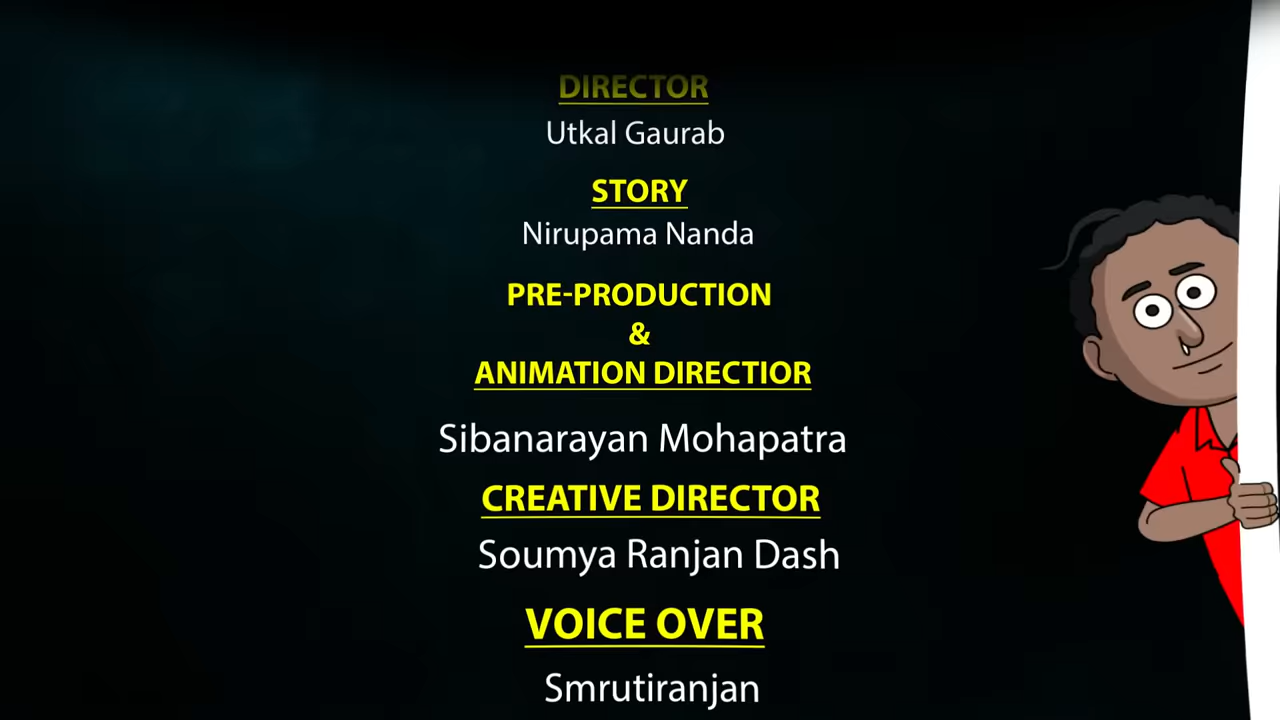 DIRECTOR
Utkal Gaurab
STORY
Nirupama Nanda
PRE-PRODUCTION
&
ANIMATION DIRECTIOR
Sibanarayan Mohapatra
CREATIVE DIRECTOR
Soumya Ranjan Dash
VOICE OVER
Smrutiranjan